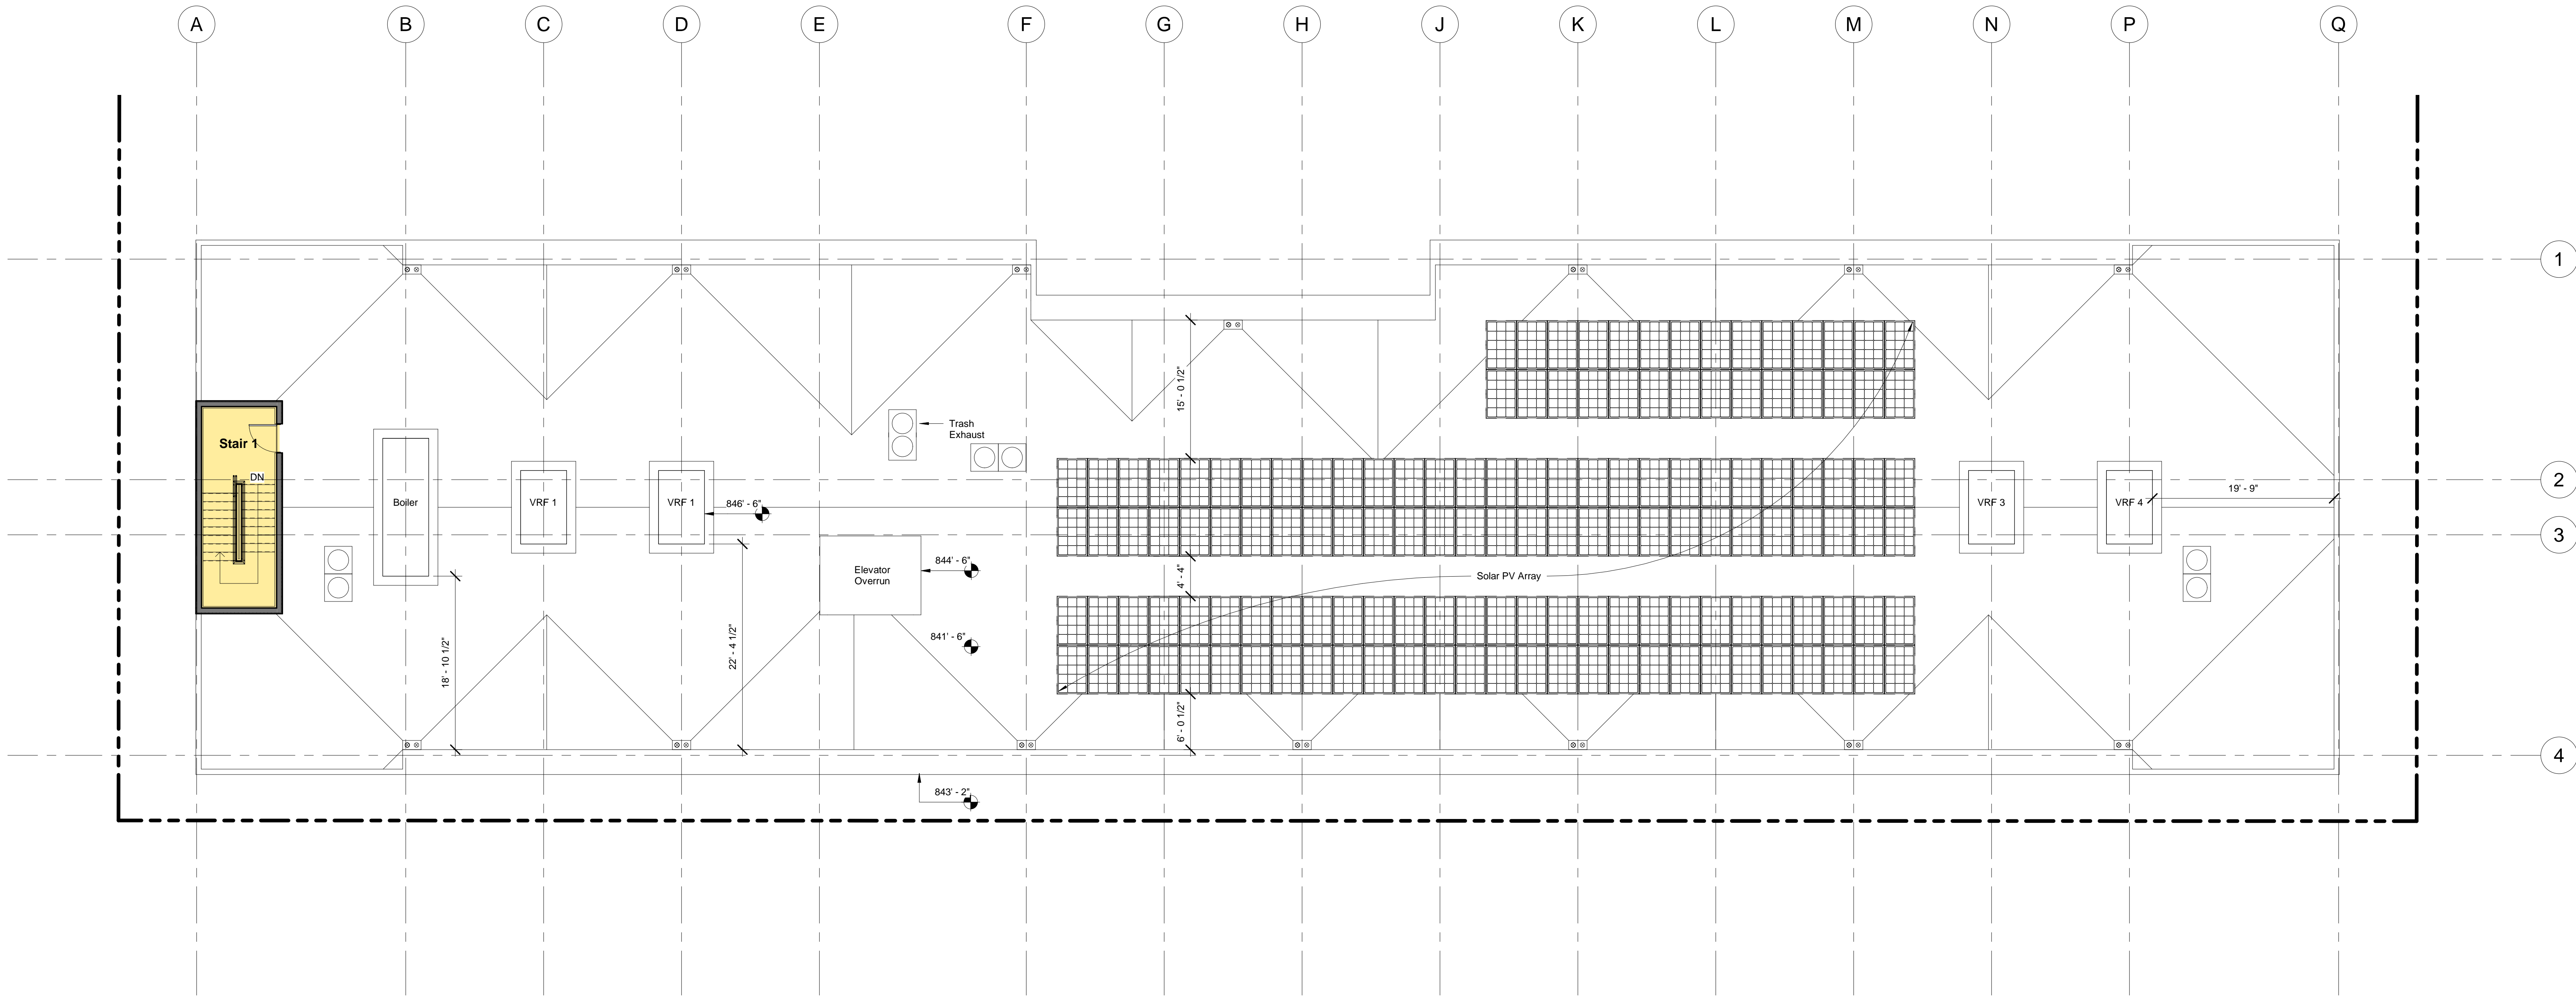 A B C D E F G H J K L M N P Q
1
15' - 0 1/2"
Trash
Exhaust
Stair 1
DN
2
19' - 9"
Boiler
VRF 1
VRF 1
846' - 6"
VRF 3
VRF 4
3
844' - 6"
Elevator
Overrun
4' - 4"
Solar PV Array
841' - 6"
22' - 4 1/2"
18' - 10 1/2"
6' - 0 1/2"
4
843' - 2"